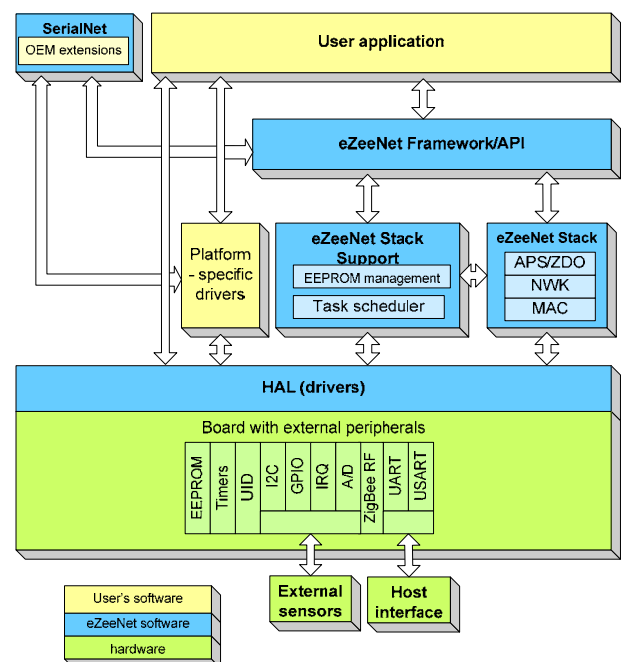 SerialNet
OEM extensions
User application
eZeeNet Framework/API
Platform
- specific
drivers
eZeeNet Stack
Support
EEPROM management
Task scheduler
eZeeNet Stack
APS/ZDO
NWK
MAC
HAL (drivers)
Board with external peripherals
EEPROM
Timers
UID
I2C
GPIO
IRQ
A/D
ZigBee RF
UART
USART
External
sensors
Host
interface
User's software
eZeeNet software
hardware